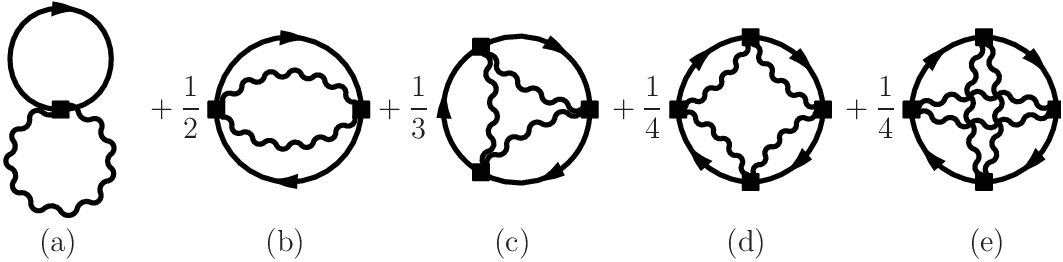 + 1/2 + 1/3 + 1/4 + 1/4
(a) (b) (c) (d) (e)